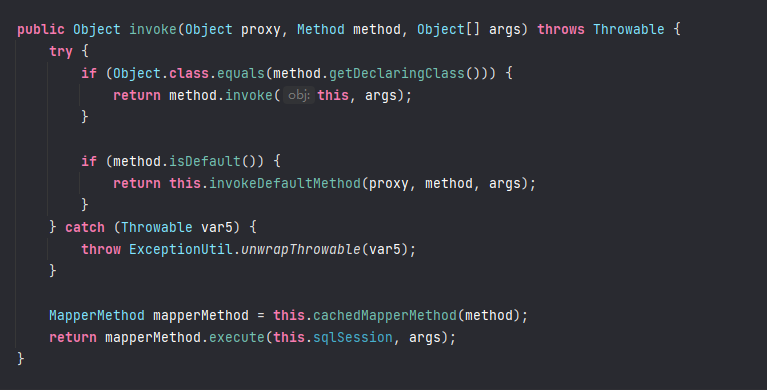 public Object invoke(Object proxy, Method method, Object[] args) throws Throwable {
    try {
        if (Object.class.equals(method.getDeclaringClass())) {
            return method.invoke( obj: this, args);
        }

        if (method.isDefault()) {
            return this.invokeDefaultMethod(proxy, method, args);
        }
    } catch (Throwable var5) {
        throw ExceptionUtil.unwrapThrowable(var5);
    }

    MapperMethod mapperMethod = this.cachedMapperMethod(method);
    return mapperMethod.execute(this.sqlSession, args);
}